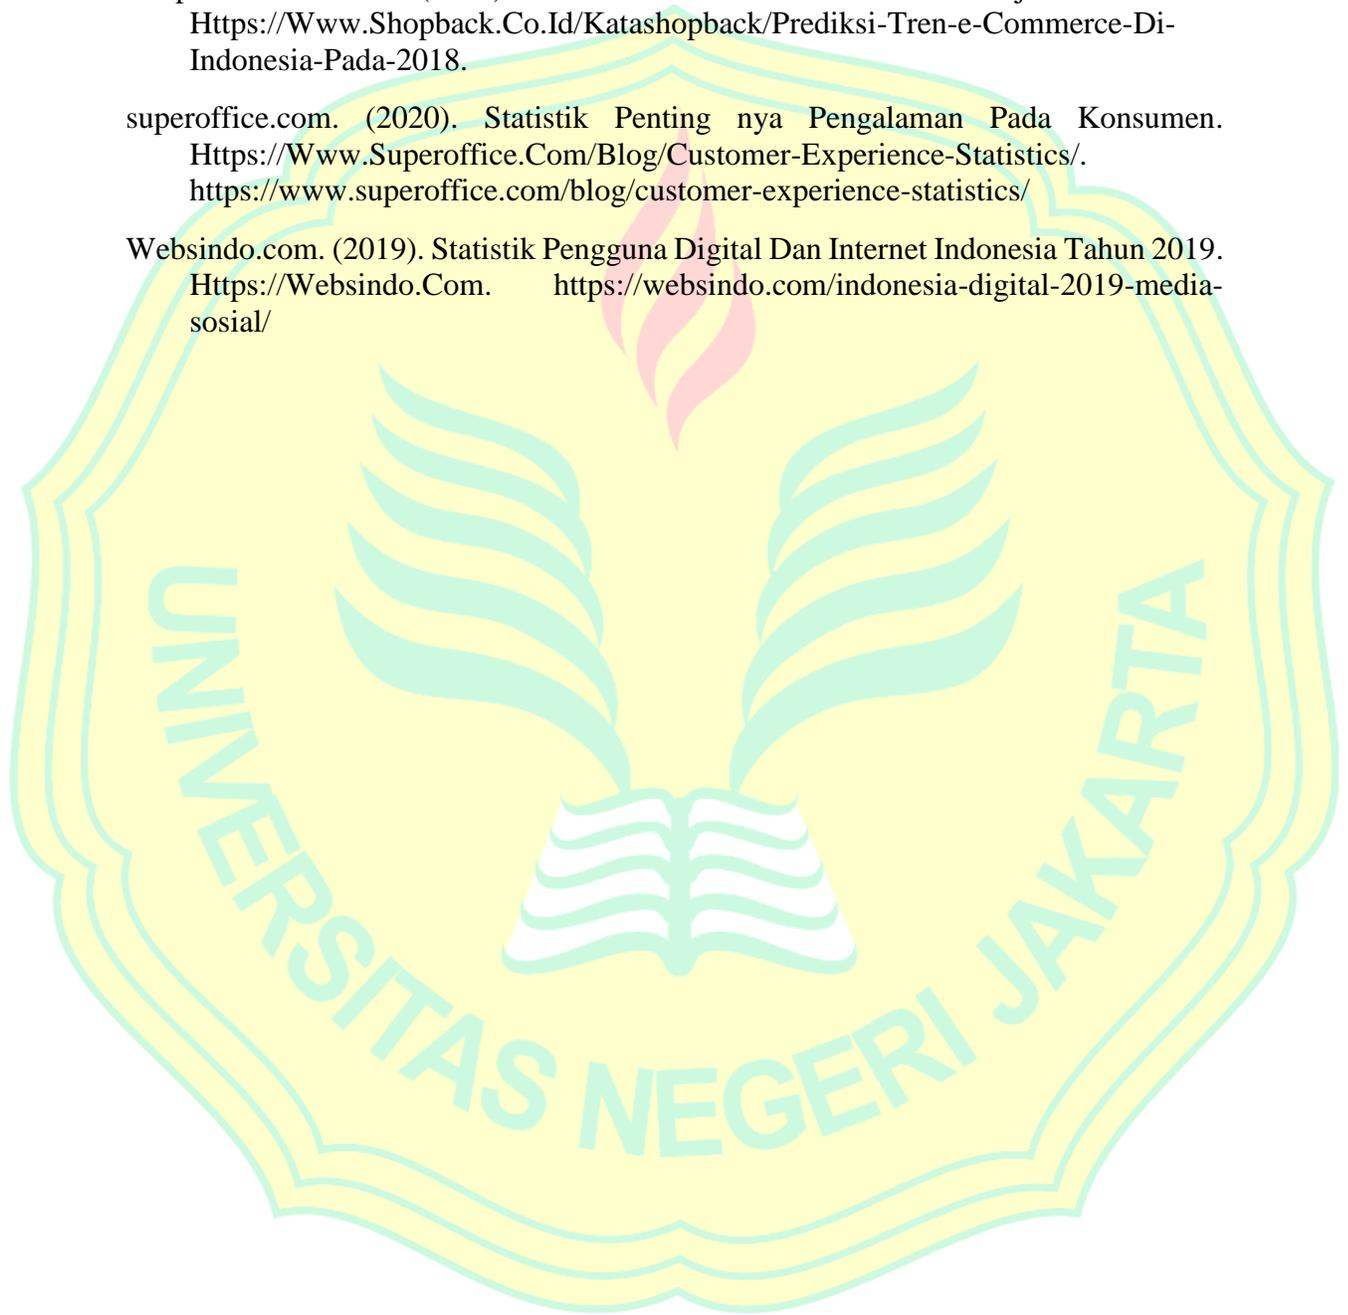 Https://Www.Shopback.Co.Id/Katashopback/Prediksi-Tren-e-Commerce-Di-
Indonesia-Pada-2018.
superoffice.com. (2020). Statistik Penting nya Pengalaman Pada Konsumen.
Https://Www.Superoffice.Com/Blog/Customer-Experience-Statistics/.
https://www.superoffice.com/blog/customer-experience-statistics/
Websindo.com. (2019). Statistik Pengguna Digital Dan Internet Indonesia Tahun 2019.
Https://Websindo.Com. https://websindo.com/indonesia-digital-2019-media-
sosial/
UNIVERSITAS NEGERI JAKARTA